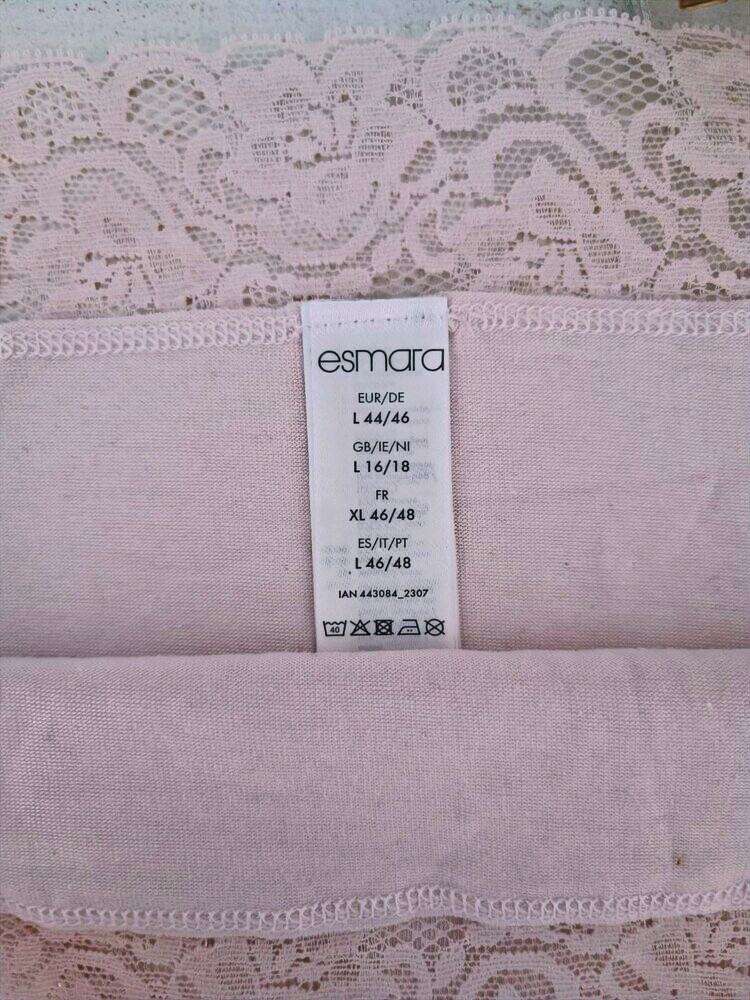 esmara
EUR/DE
L 44/46
GB/IE/NI
L 16/18
FR
XL 46/48
ES/IT/PT
L 46/48
IAN 443084_2307
40